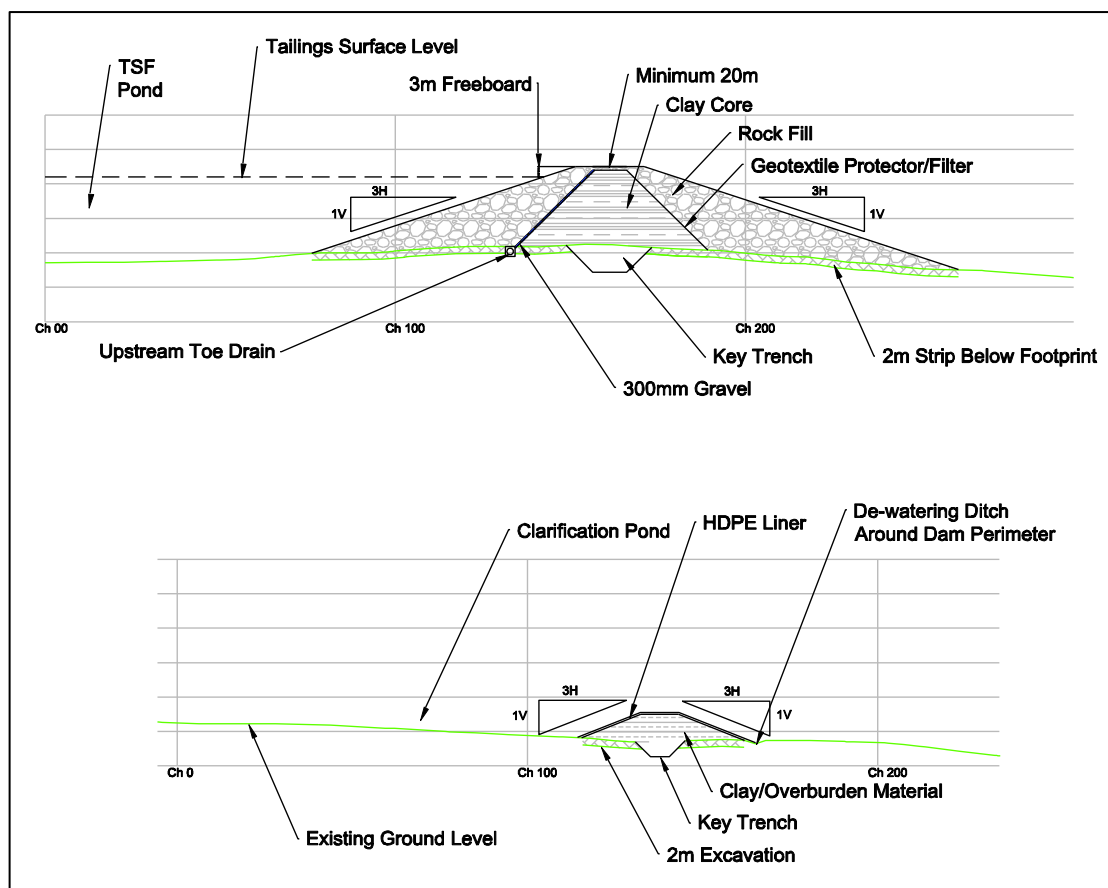 Tailings Surface Level
TSF
Pond
3m Freeboard
Minimum 20m
Clay Core
Rock Fill
Geotextile Protector/Filter
3H
1V
3H
1V
Ch 00
Ch 100
Ch 200
Upstream Toe Drain
Key Trench
2m Strip Below Footprint
300mm Gravel
De-watering Ditch
Around Dam Perimeter
HDPE Liner
Clarification Pond
3H
1V
3H
1V
Ch 0
Ch 100
Ch 200
Clay/Overburden Material
Key Trench
Existing Ground Level
2m Excavation